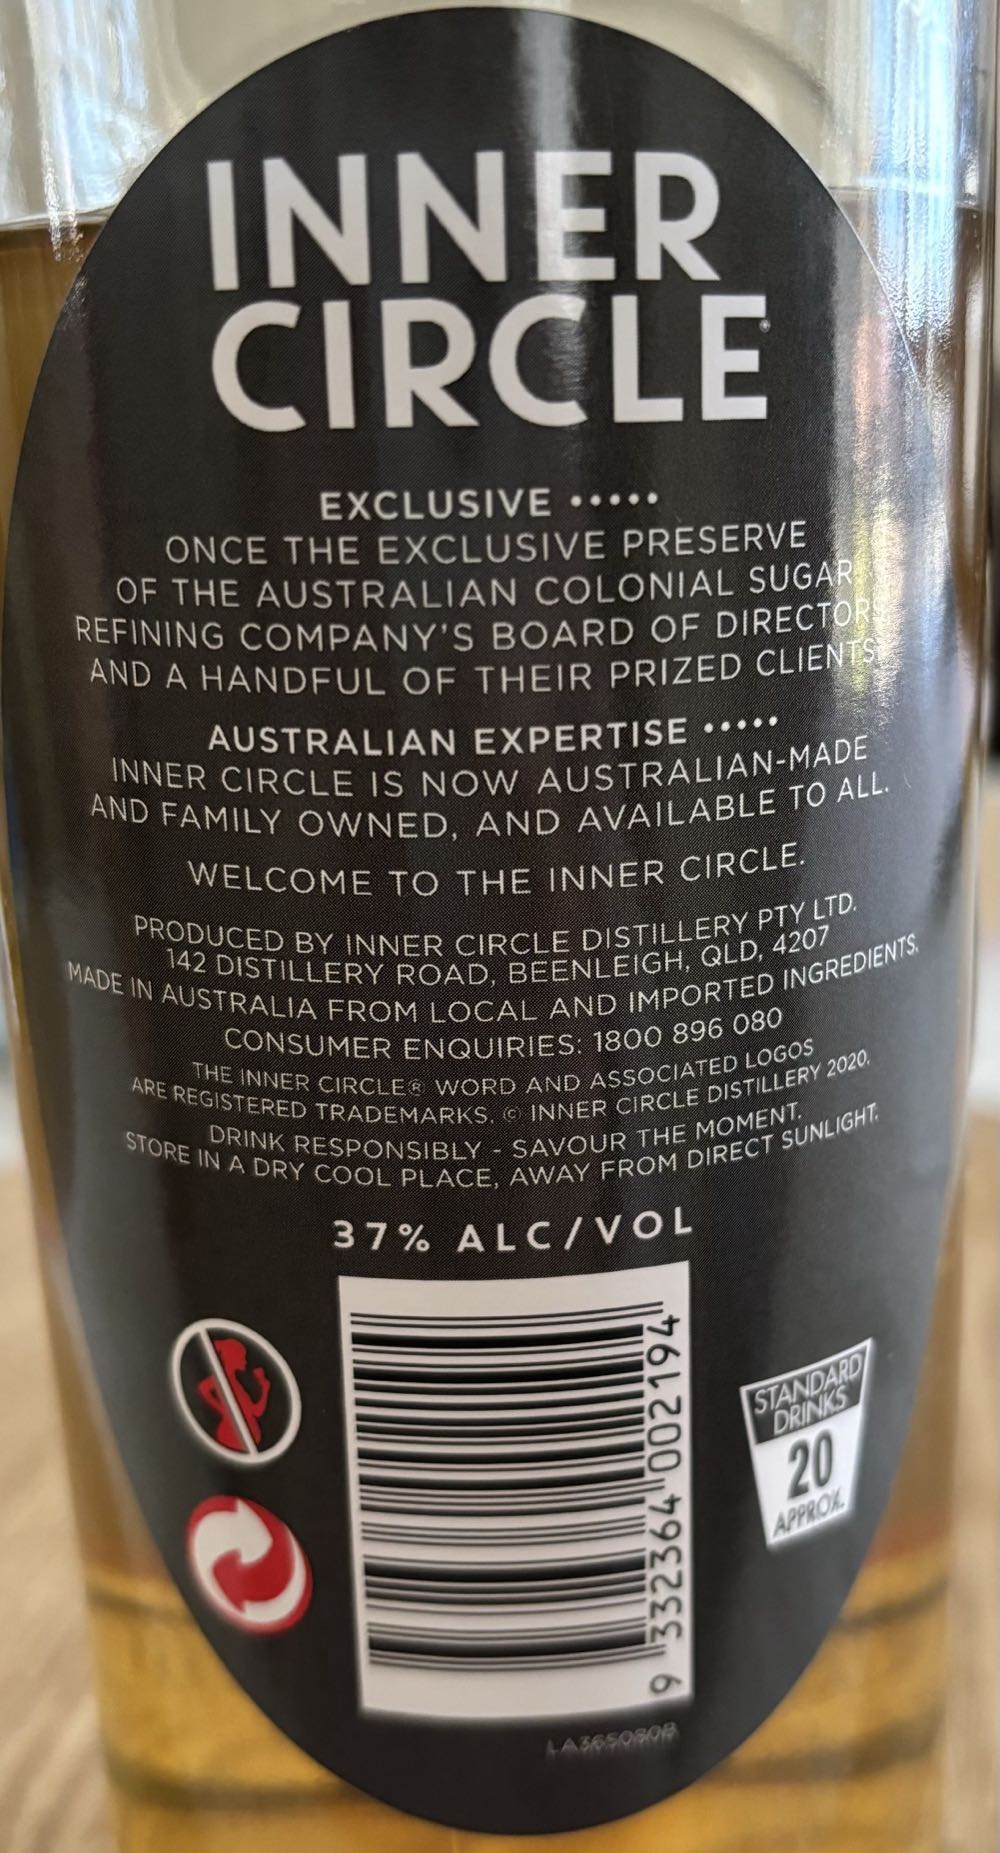 INNER
CIRCLE®
EXCLUSIVE •••••
ONCE THE EXCLUSIVE PRESERVE
OF THE AUSTRALIAN COLONIAL SUGAR
REFINING COMPANY'S BOARD OF DIRECTORS
AND A HANDFUL OF THEIR PRIZED CLIENTS.
AUSTRALIAN EXPERTISE •••••
INNER CIRCLE IS NOW AUSTRALIAN-MADE
AND FAMILY OWNED, AND AVAILABLE TO ALL.
WELCOME TO THE INNER CIRCLE.
PRODUCED BY INNER CIRCLE DISTILLERY PTY LTD.
142 DISTILLERY ROAD, BEENLEIGH, QLD, 4207
MADE IN AUSTRALIA FROM LOCAL AND IMPORTED INGREDIENTS.
CONSUMER ENQUIRIES: 1800 896 080
THE INNER CIRCLE® WORD AND ASSOCIATED LOGOS
ARE REGISTERED TRADEMARKS. © INNER CIRCLE DISTILLERY 2020.
DRINK RESPONSIBLY - SAVOUR THE MOMENT.
STORE IN A DRY COOL PLACE, AWAY FROM DIRECT SUNLIGHT.
37% ALC/VOL
9 332364 002194
STANDARD
DRINKS
20
APPROX.